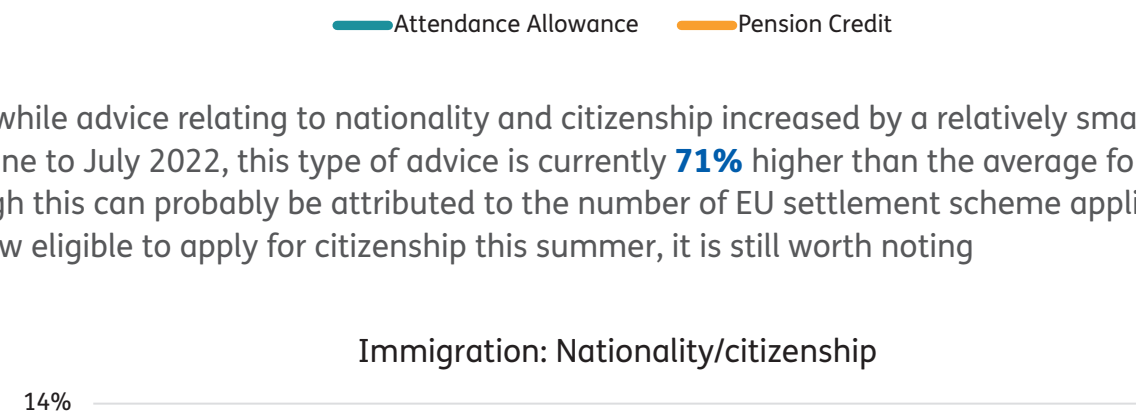 Attendance Allowance Pension Credit
while advice relating to nationality and citizenship increased by a relatively sma
ne to July 2022, this type of advice is currently 71% higher than the average fo
gh this can probably be attributed to the number of EU settlement scheme appli
w eligible to apply for citizenship this summer, it is still worth noting
Immigration: Nationality/citizenship
14%